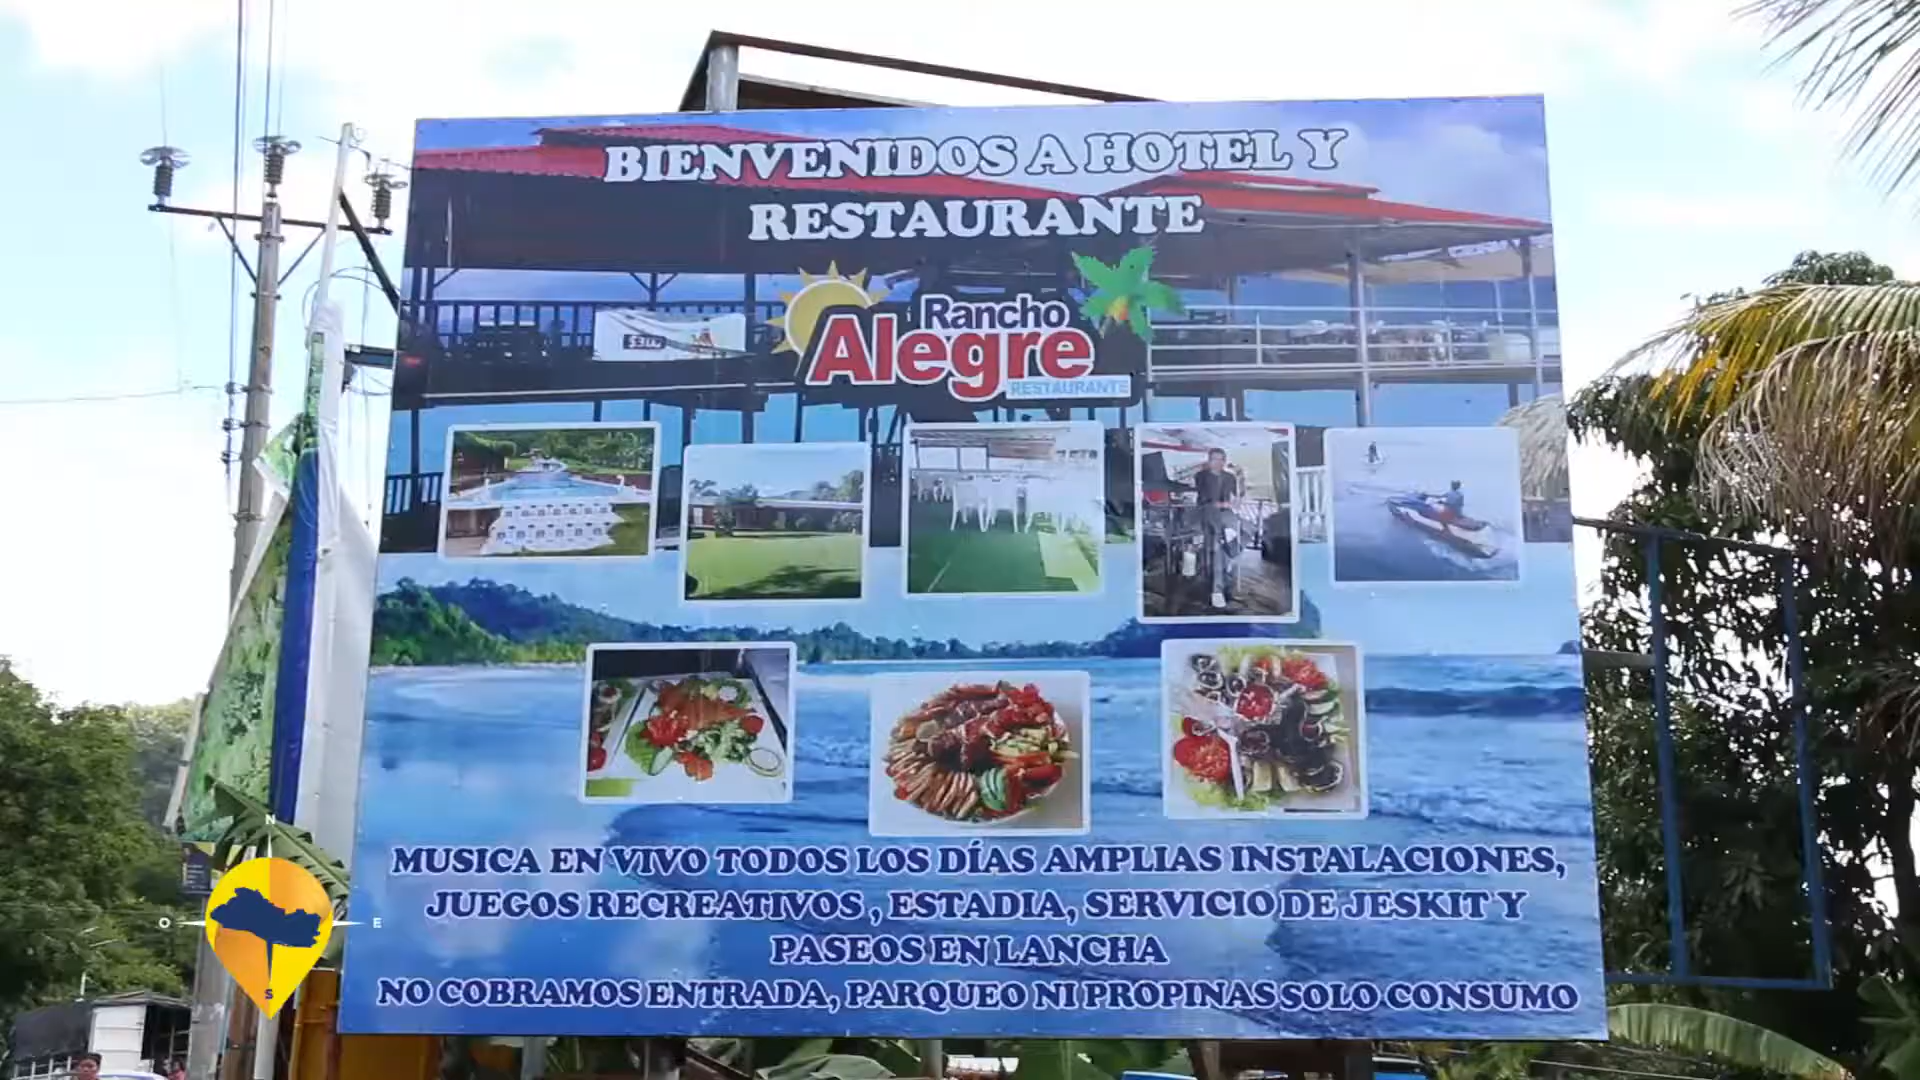 BIENVENIDOS A HOTEL Y
RESTAURANTE
Rancho
Alegre
RESTAURANTE
MUSICA EN VIVO TODOS LOS DÍAS AMPLIAS INSTALACIONES,
JUEGOS RECREATIVOS , ESTADIA, SERVICIO DE JESKIT Y
PASEOS EN LANCHA
NO COBRAMOS ENTRADA, PARQUEO NI PROPINAS SOLO CONSUMO
N
O
E
S